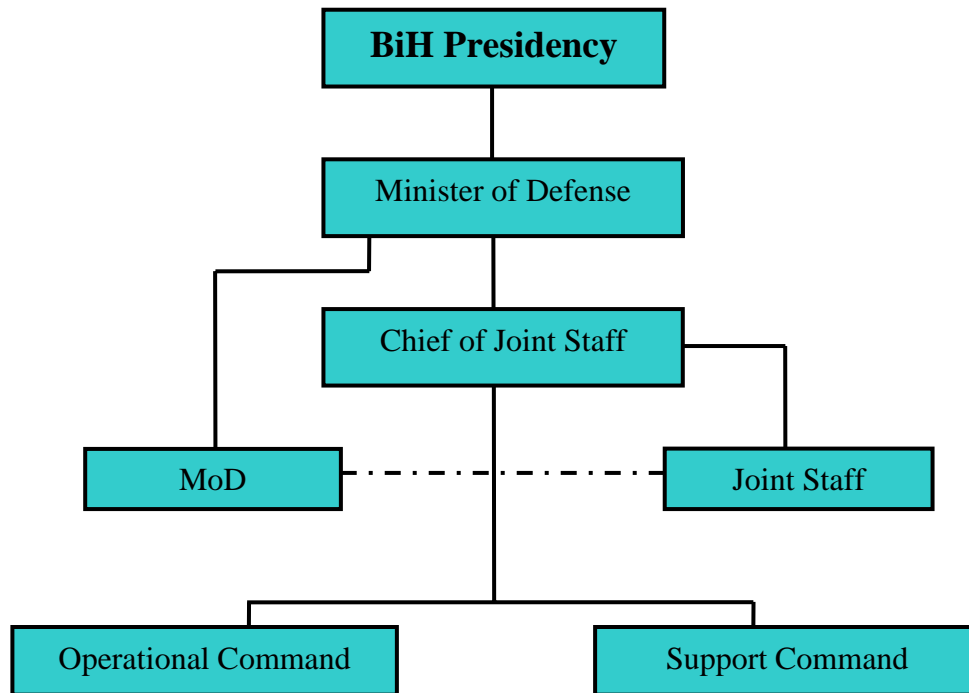 BiH Presidency
Minister of Defense
Chief of Joint Staff
MoD
Joint Staff
Operational Command
Support Command